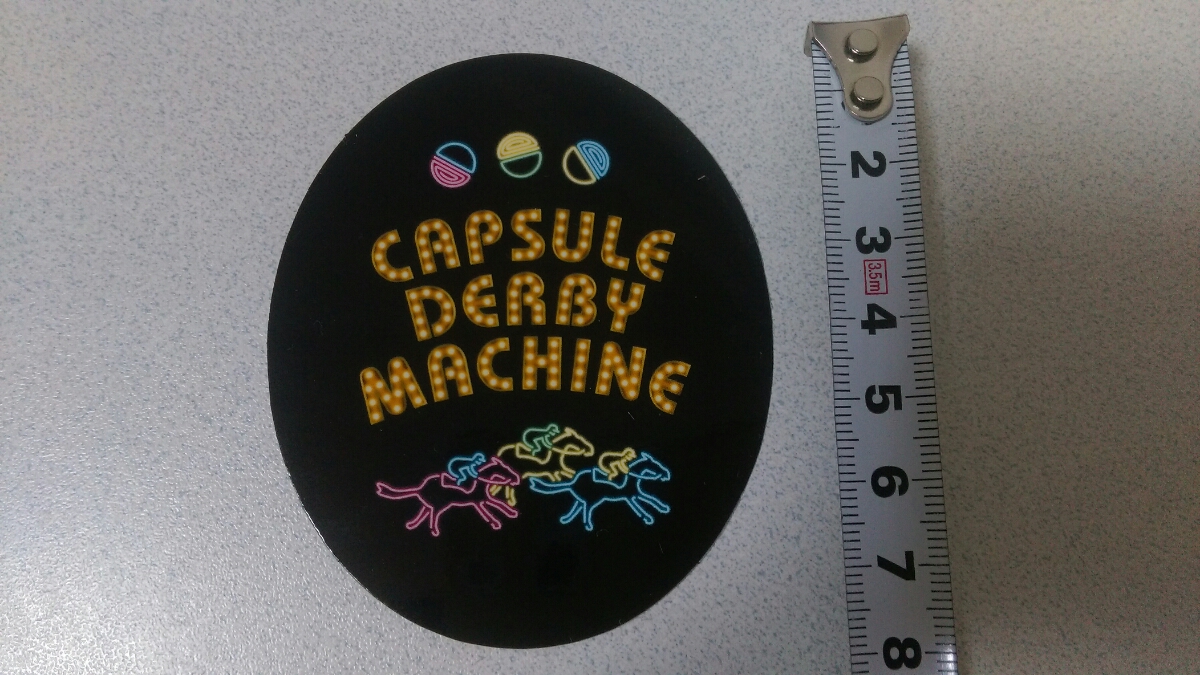 CAPSULE
DERBY
MACHINE
2
3
3.5m
4
5
6
7
8